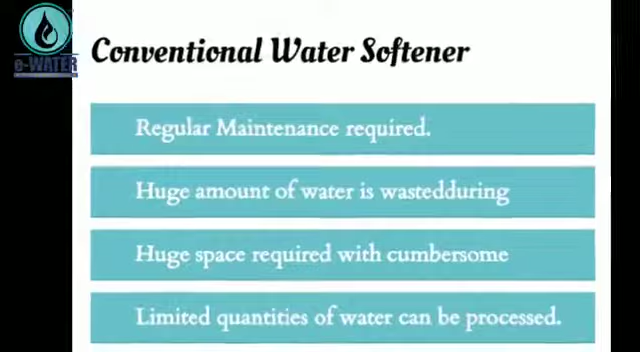 e-WATER
Conventional Water Softener
Regular Maintenance required.
Huge amount of water is wastedduring
Huge space required with cumbersome
Limited quantities of water can be processed.